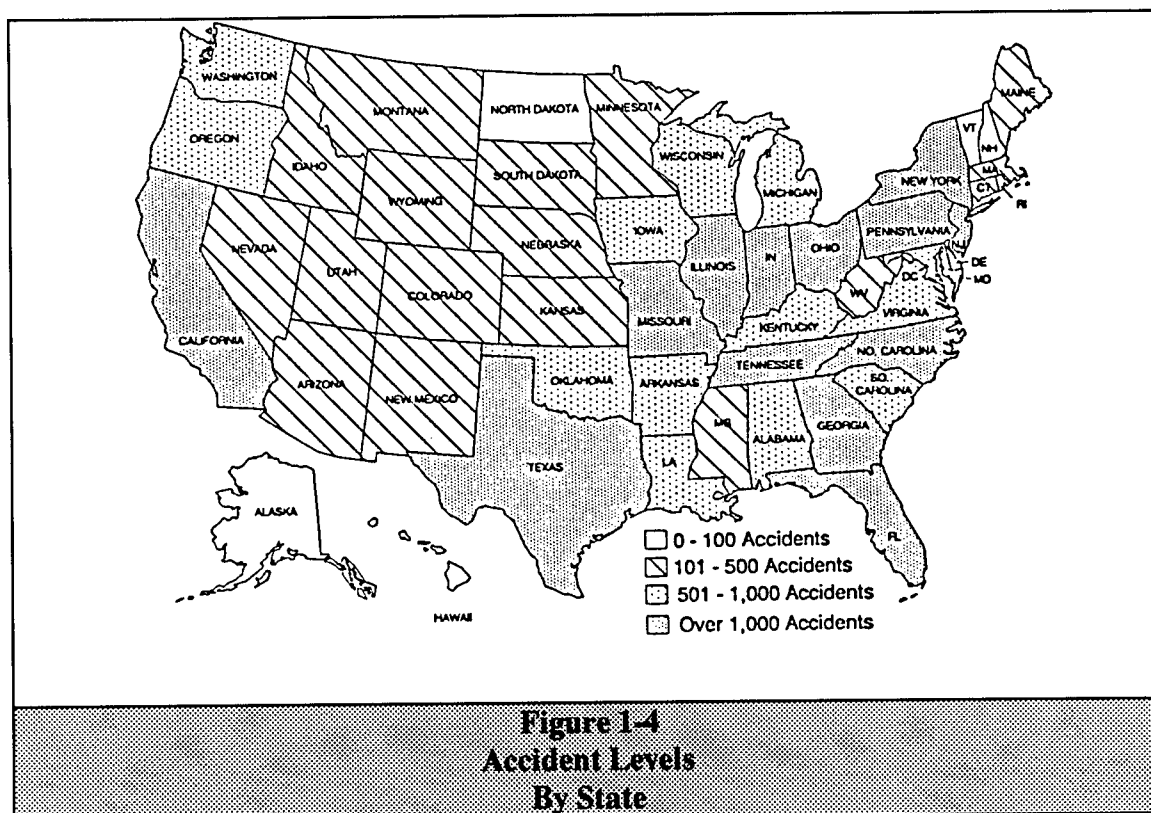 WASHINGTON
MONTANA
NORTH DAKOTA
MINNESOTA
MAINE
OREGON
IDAHO
SOUTH DAKOTA
WISCONSIN
MICHIGAN
VT
NH
NEW YORK
MA
CT
RI
WYOMING
NEVADA
UTAH
COLORADO
NEBRASKA
IOWA
ILLINOIS
IN
OHIO
PENNSYLVANIA
NJ
DE
MD
DC
WV
VIRGINIA
KANSAS
MISSOURI
KENTUCKY
CALIFORNIA
ARIZONA
NEW MEXICO
OKLAHOMA
ARKANSAS
TENNESSEE
NO. CAROLINA
SO.
CAROLINA
MS
ALABAMA
GEORGIA
TEXAS
LA
FL
ALASKA
HAWAII
0 - 100 Accidents
101 - 500 Accidents
501 - 1,000 Accidents
Over 1,000 Accidents
Figure 1-4
Accident Levels
By State